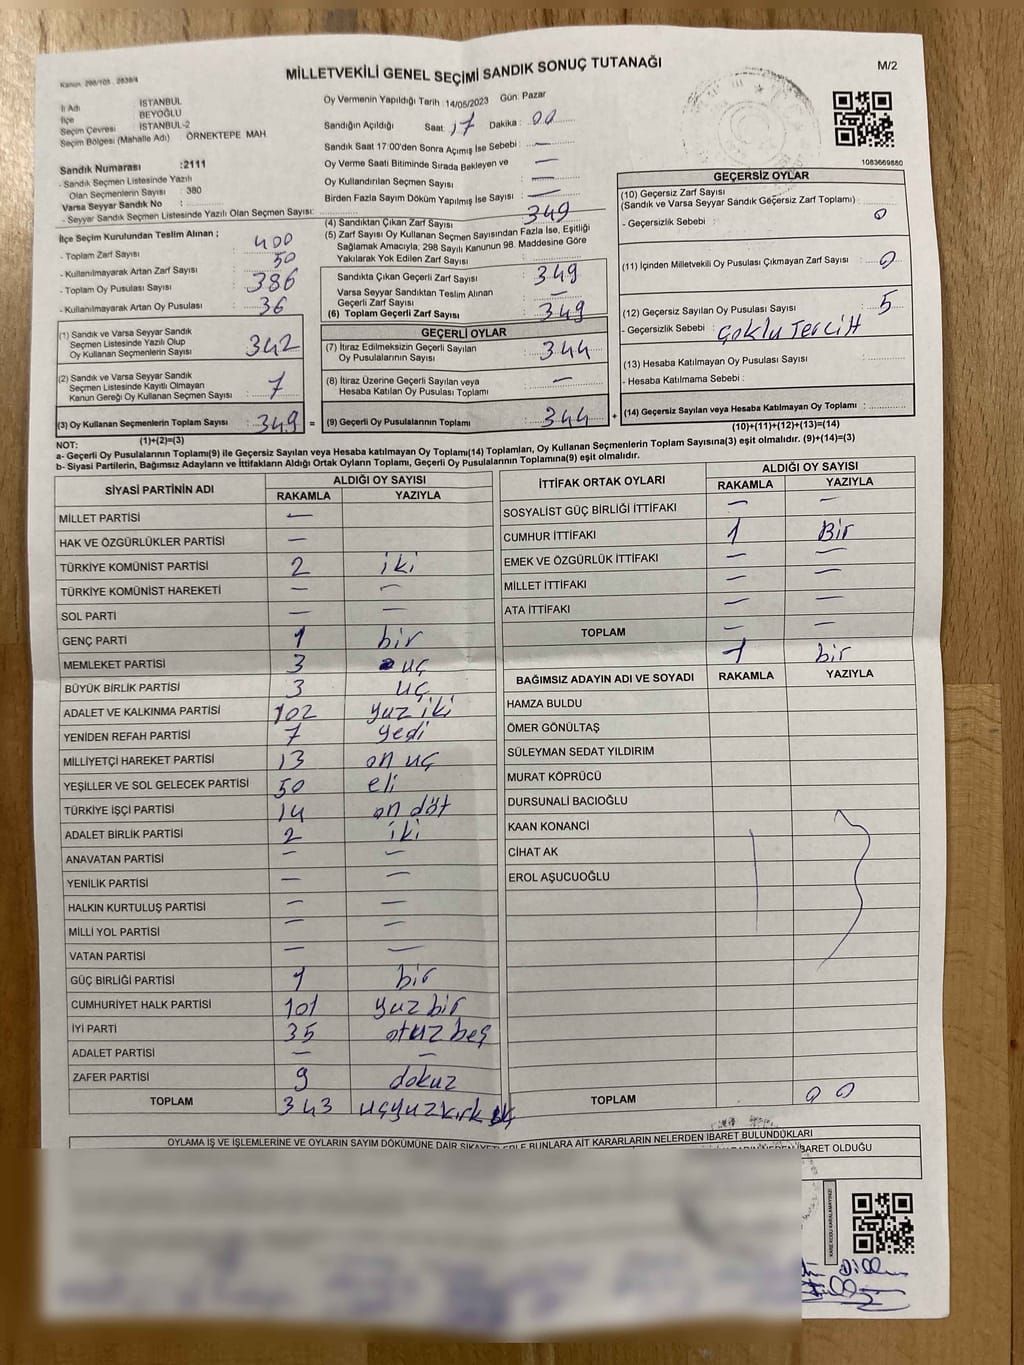 Kanun. 298/105 . 2839/4
MİLLETVEKİLİ GENEL SEÇİMİ SANDIK SONUÇ TUTANAĞI
M/2
İl Adı İSTANBUL
İlçe BEYOĞLU
Seçim Çevresi : İSTANBUL-2
Seçim Bölgesi (Mahalle Adı) ÖRNEKTEPE MAH
Sandık Numarası :2111
- Sandık Seçmen Listesinde Yazılı
Olan Seçmenlerin Sayısı : 380
Varsa Seyyar Sandık No :
- Seyyar Sandık Seçmen Listesinde Yazılı Olan Seçmen Sayısı:
Oy Vermenin Yapıldığı Tarih 14/05/2023 Gün: Pazar
Sandığın Açıldığı Saat: 17 Dakika : 00
Sandık Saat 17:00'den Sonra Açımış İse Sebebi : —
Oy Verme Saati Bitiminde Sırada Bekleyen ve —
Oy Kullandırılan Seçmen Sayısı —
Birden Fazla Sayım Döküm Yapılmış İse Sayısı : —
1083669880
İlçe Seçim Kurulundan Teslim Alınan ;
- Toplam Zarf Sayısı : 400
- Kullanılmayarak Artan Zarf Sayısı : 50
- Toplam Oy Pusulası Sayısı : 386
- Kullanılmayarak Artan Oy Pusulası : 36
(1) Sandık ve Varsa Seyyar Sandık
Seçmen Listesinde Yazılı Olup
Oy Kullanan Seçmenlerin Sayısı : 342
(2) Sandık ve Varsa Seyyar Sandık
Seçmen Listesinde Kayıtlı Olmayan
Kanun Gereği Oy Kullanan Seçmen Sayısı : 7
(3) Oy Kullanan Seçmenlerin Toplam Sayısı : 349 =
(4) Sandıktan Çıkan Zarf Sayısı : 349
(5) Zarf Sayısı Oy Kullanan Seçmen Sayısından Fazla İse, Eşitliği
Sağlamak Amacıyla, 298 Sayılı Kanunun 98. Maddesine Göre
Yakılarak Yok Edilen Zarf Sayısı :
Sandıkta Çıkan Geçerli Zarf Sayısı : 349
Varsa Seyyar Sandıktan Teslim Alınan
Geçerli Zarf Sayısı : —
(6) Toplam Geçerli Zarf Sayısı : 349
GEÇERLİ OYLAR
(7) İtiraz Edilmeksizin Geçerli Sayılan
Oy Pusulalarının Sayısı : 344
(8) İtiraz Üzerine Geçerli Sayılan veya
Hesaba Katılan Oy Pusulası Toplamı : —
(9) Geçerli Oy Pusulalarının Toplamı : 344 +
GEÇERSİZ OYLAR
(10) Geçersiz Zarf Sayısı
(Sandık ve Varsa Seyyar Sandık Geçersiz Zarf Toplamı) : 0
- Geçersizlik Sebebi :
(11) İçinden Milletvekili Oy Pusulası Çıkmayan Zarf Sayısı : 0
(12) Geçersiz Sayılan Oy Pusulası Sayısı : 5
- Geçersizlik Sebebi : Çoklu Tercih
(13) Hesaba Katılmayan Oy Pusulası Sayısı :
- Hesaba Katılmama Sebebi :
(14) Geçersiz Sayılan veya Hesaba Katılmayan Oy Toplamı :
(10)+(11)+(12)+(13)=(14)
NOT: (1)+(2)=(3)
a- Geçerli Oy Pusulalarının Toplamı(9) ile Geçersiz Sayılan veya Hesaba katılmayan Oy Toplamı(14) Toplamları, Oy Kullanan Seçmenlerin Toplam Sayısına(3) eşit olmalıdır. (9)+(14)=(3)
b- Siyasi Partilerin, Bağımsız Adayların ve İttifakların Aldığı Ortak Oyların Toplamı, Geçerli Oy Pusulalarının Toplamına(9) eşit olmalıdır.
SİYASİ PARTİNİN ADI ALDIĞI OY SAYISI
RAKAMLA YAZIYLA
MİLLET PARTİSİ —
HAK VE ÖZGÜRLÜKLER PARTİSİ —
TÜRKİYE KOMÜNİST PARTİSİ 2 iki
TÜRKİYE KOMÜNİST HAREKETİ — —
SOL PARTİ — —
GENÇ PARTİ 1 bir
MEMLEKET PARTİSİ 3 uç
BÜYÜK BİRLİK PARTİSİ 3 uç
ADALET VE KALKINMA PARTİSİ 102 yuz iki
YENİDEN REFAH PARTİSİ 7 yedi
MİLLİYETÇİ HAREKET PARTİSİ 13 on uç
YEŞİLLER VE SOL GELECEK PARTİSİ 50 eli
TÜRKİYE İŞÇİ PARTİSİ 14 on döt
ADALET BİRLİK PARTİSİ 2 iki
ANAVATAN PARTİSİ — —
YENİLİK PARTİSİ — —
HALKIN KURTULUŞ PARTİSİ — —
MİLLİ YOL PARTİSİ — —
VATAN PARTİSİ — —
GÜÇ BİRLİĞİ PARTİSİ 1 bir
CUMHURİYET HALK PARTİSİ 101 yuz bir
İYİ PARTİ 35 otuz beş
ADALET PARTİSİ — —
ZAFER PARTİSİ 9 dokuz
TOPLAM 343 uçyuzkırk
İTTİFAK ORTAK OYLARI ALDIĞI OY SAYISI
RAKAMLA YAZIYLA
SOSYALİST GÜÇ BİRLİĞİ İTTİFAKI — —
CUMHUR İTTİFAKI 1 Bir
EMEK VE ÖZGÜRLÜK İTTİFAKI — —
MİLLET İTTİFAKI — —
ATA İTTİFAKI — —
TOPLAM — —
1 bir
BAĞIMSIZ ADAYIN ADI VE SOYADI RAKAMLA YAZIYLA
HAMZA BULDU
ÖMER GÖNÜLTAŞ
SÜLEYMAN SEDAT YILDIRIM
MURAT KÖPRÜCÜ
DURSUNALİ BACIOĞLU
KAAN KONANCİ
CİHAT AK
EROL AŞUCUOĞLU
TOPLAM 00
OYLAMA İŞ VE İŞLEMLERİNE VE OYLARIN SAYIM DÖKÜMÜNE DAİR ŞİKAYETLERLE BUNLARA AİT KARARLARIN NELERDEN İBARET BULUNDUKLARI
İBARET OLDUĞU
KARE KODU KARALAMAYINIZ!